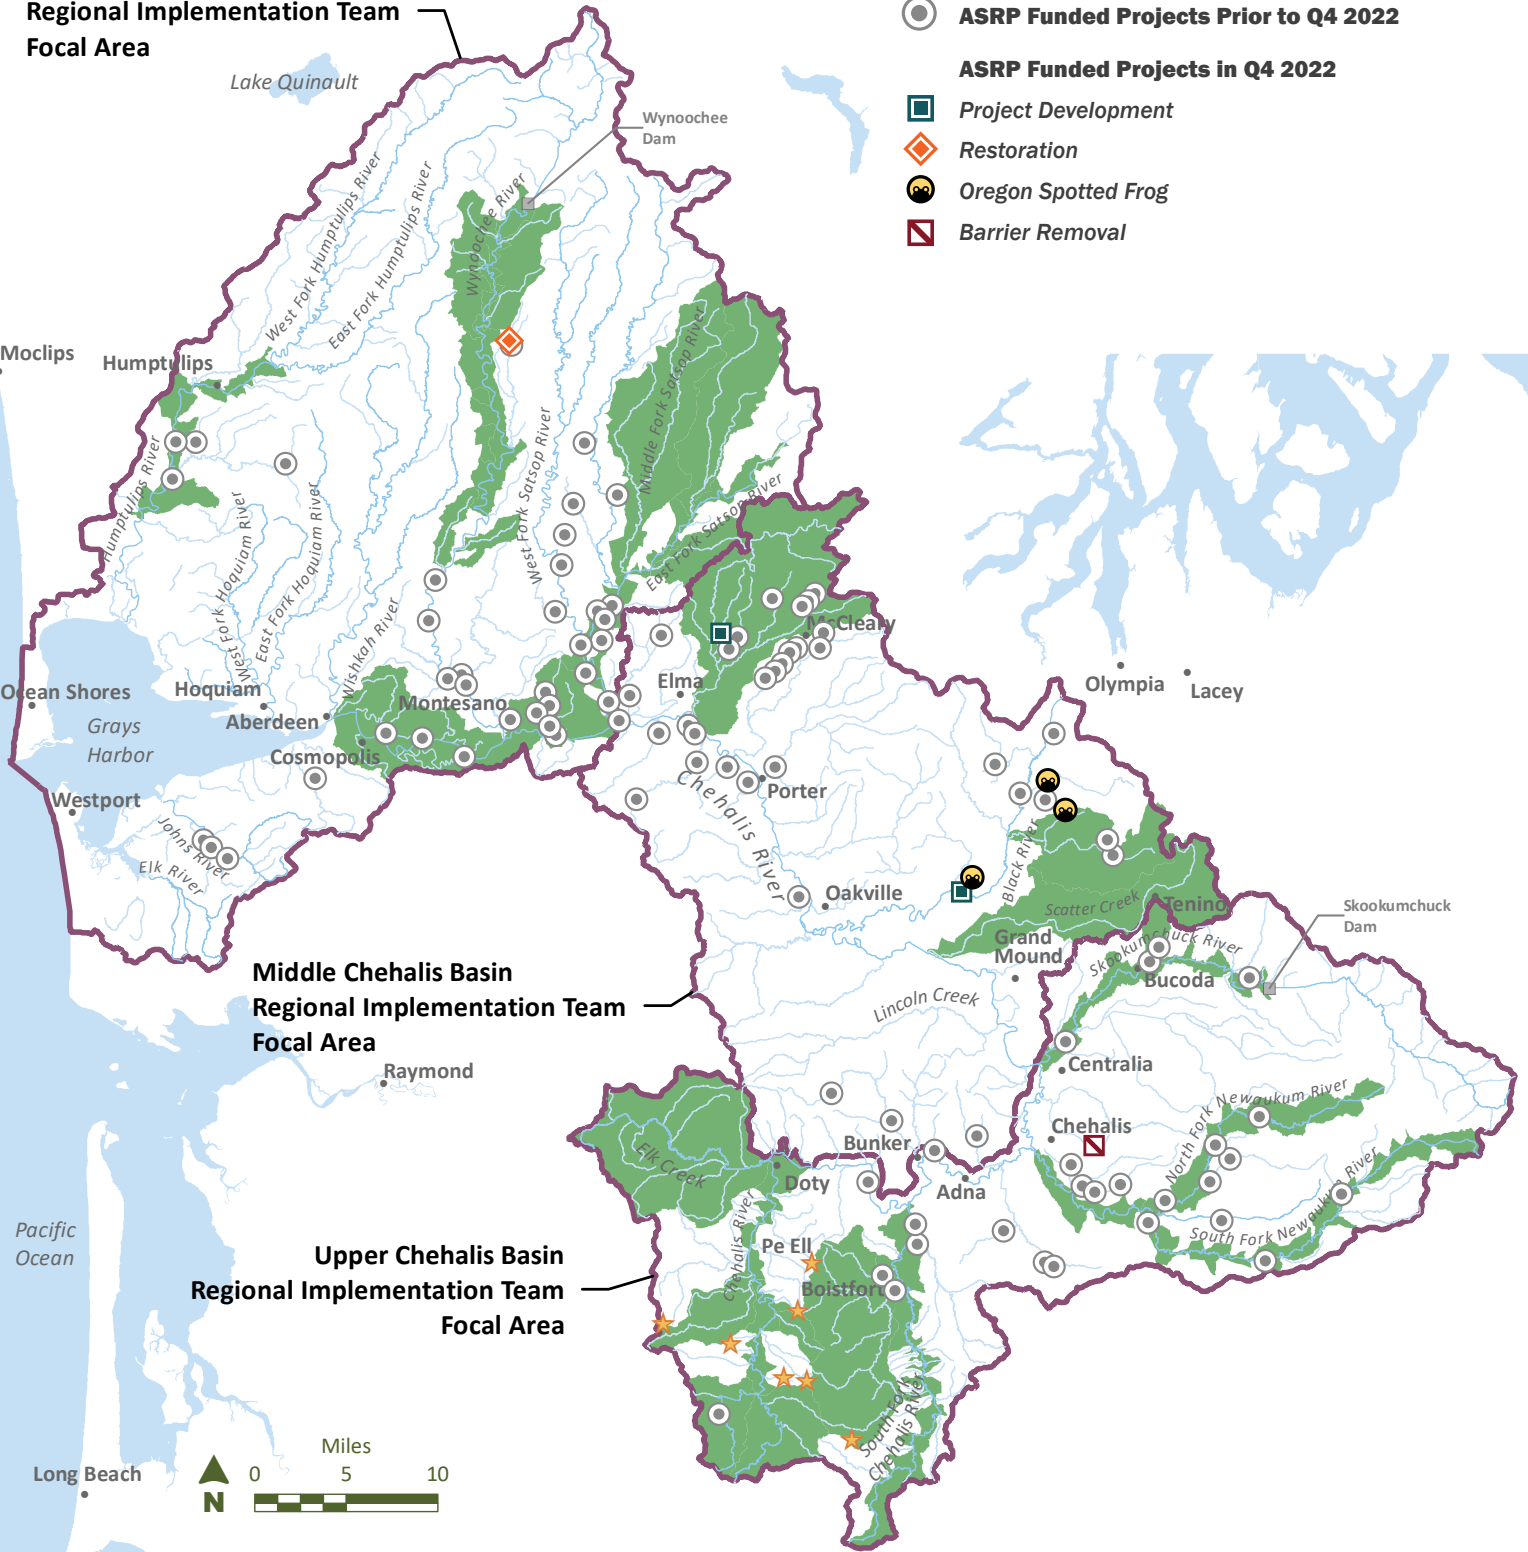 Regional Implementation Team
Focal Area
ASRP Funded Projects Prior to Q4 2022
ASRP Funded Projects in Q4 2022
Project Development
Restoration
Oregon Spotted Frog
Barrier Removal
Lake Quinault
Wynoochee
Dam
West Fork Humptulips River
East Fork Humptulips River
Wynoochee River
Moclips
Humptulips
Middle Fork Satsop River
Humptulips River
West Fork Satsop River
East Fork Satsop River
West Fork Hoquiam River
East Fork Hoquiam River
Wishkah River
McCleary
Elma
Ocean Shores
Hoquiam
Montesano
Aberdeen
Grays
Harbor
Cosmopolis
Olympia
Lacey
Westport
Porter
Chehalis River
Johns River
Elk River
Black River
Oakville
Scatter Creek
Tenino
Skookumchuck
Dam
Grand
Mound
Skookumchuck River
Bucoda
Middle Chehalis Basin
Regional Implementation Team
Focal Area
Lincoln Creek
Raymond
Centralia
North Fork Newaukum River
Chehalis
Bunker
Elk Creek
Doty
Adna
South Fork Newaukum River
Chehalis River
Pacific
Ocean
Pe Ell
Upper Chehalis Basin
Regional Implementation Team
Focal Area
Boistfort
South Fork
Chehalis River
Miles
0 5 10
N
Long Beach